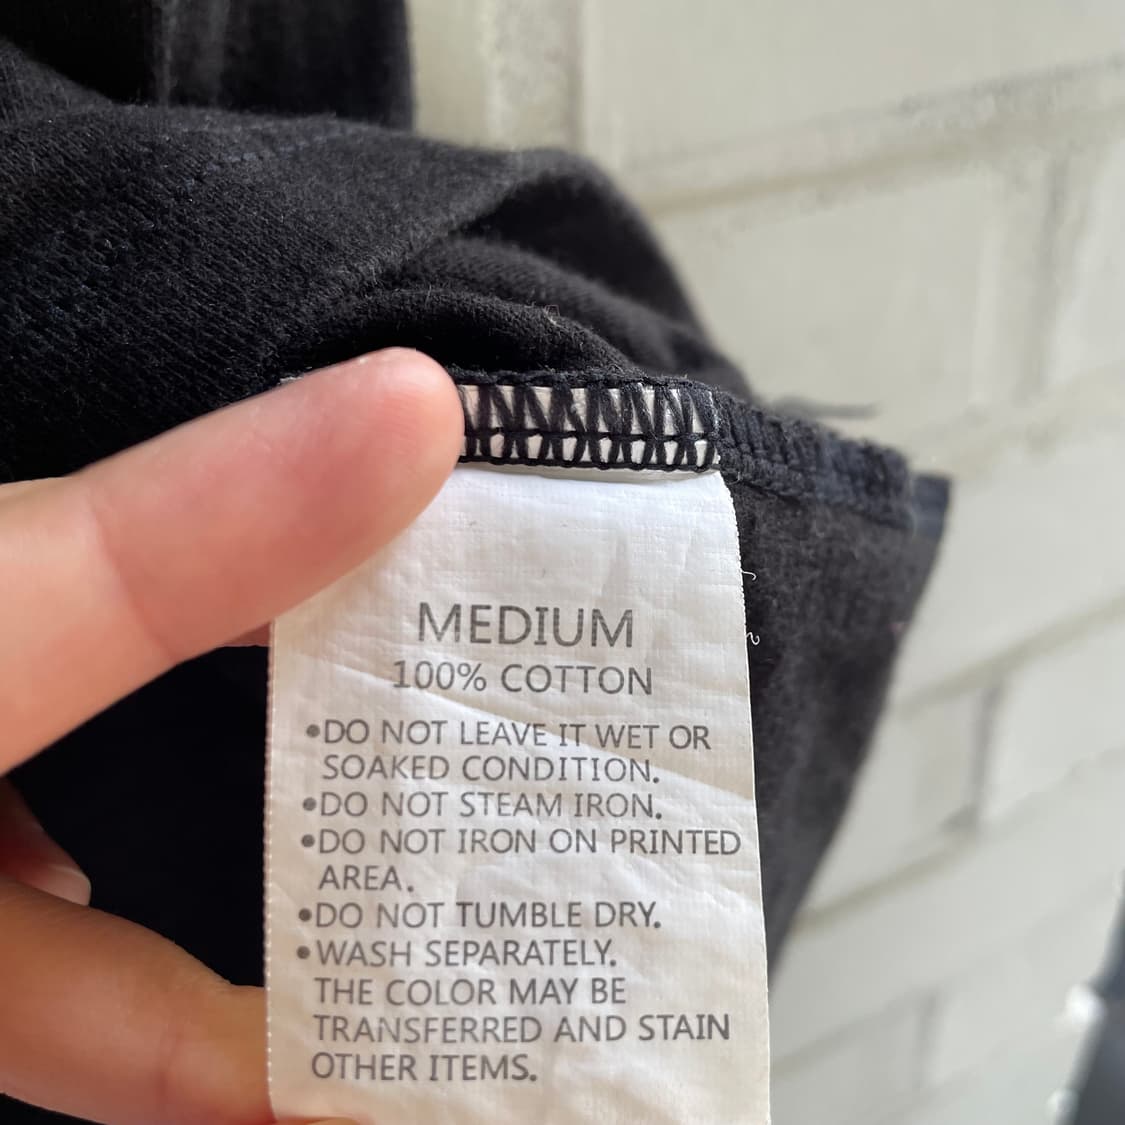 MEDIUM
100% COTTON
•DO NOT LEAVE IT WET OR
SOAKED CONDITION.
•DO NOT STEAM IRON.
•DO NOT IRON ON PRINTED
AREA.
•DO NOT TUMBLE DRY.
•WASH SEPARATELY.
THE COLOR MAY BE
TRANSFERRED AND STAIN
OTHER ITEMS.